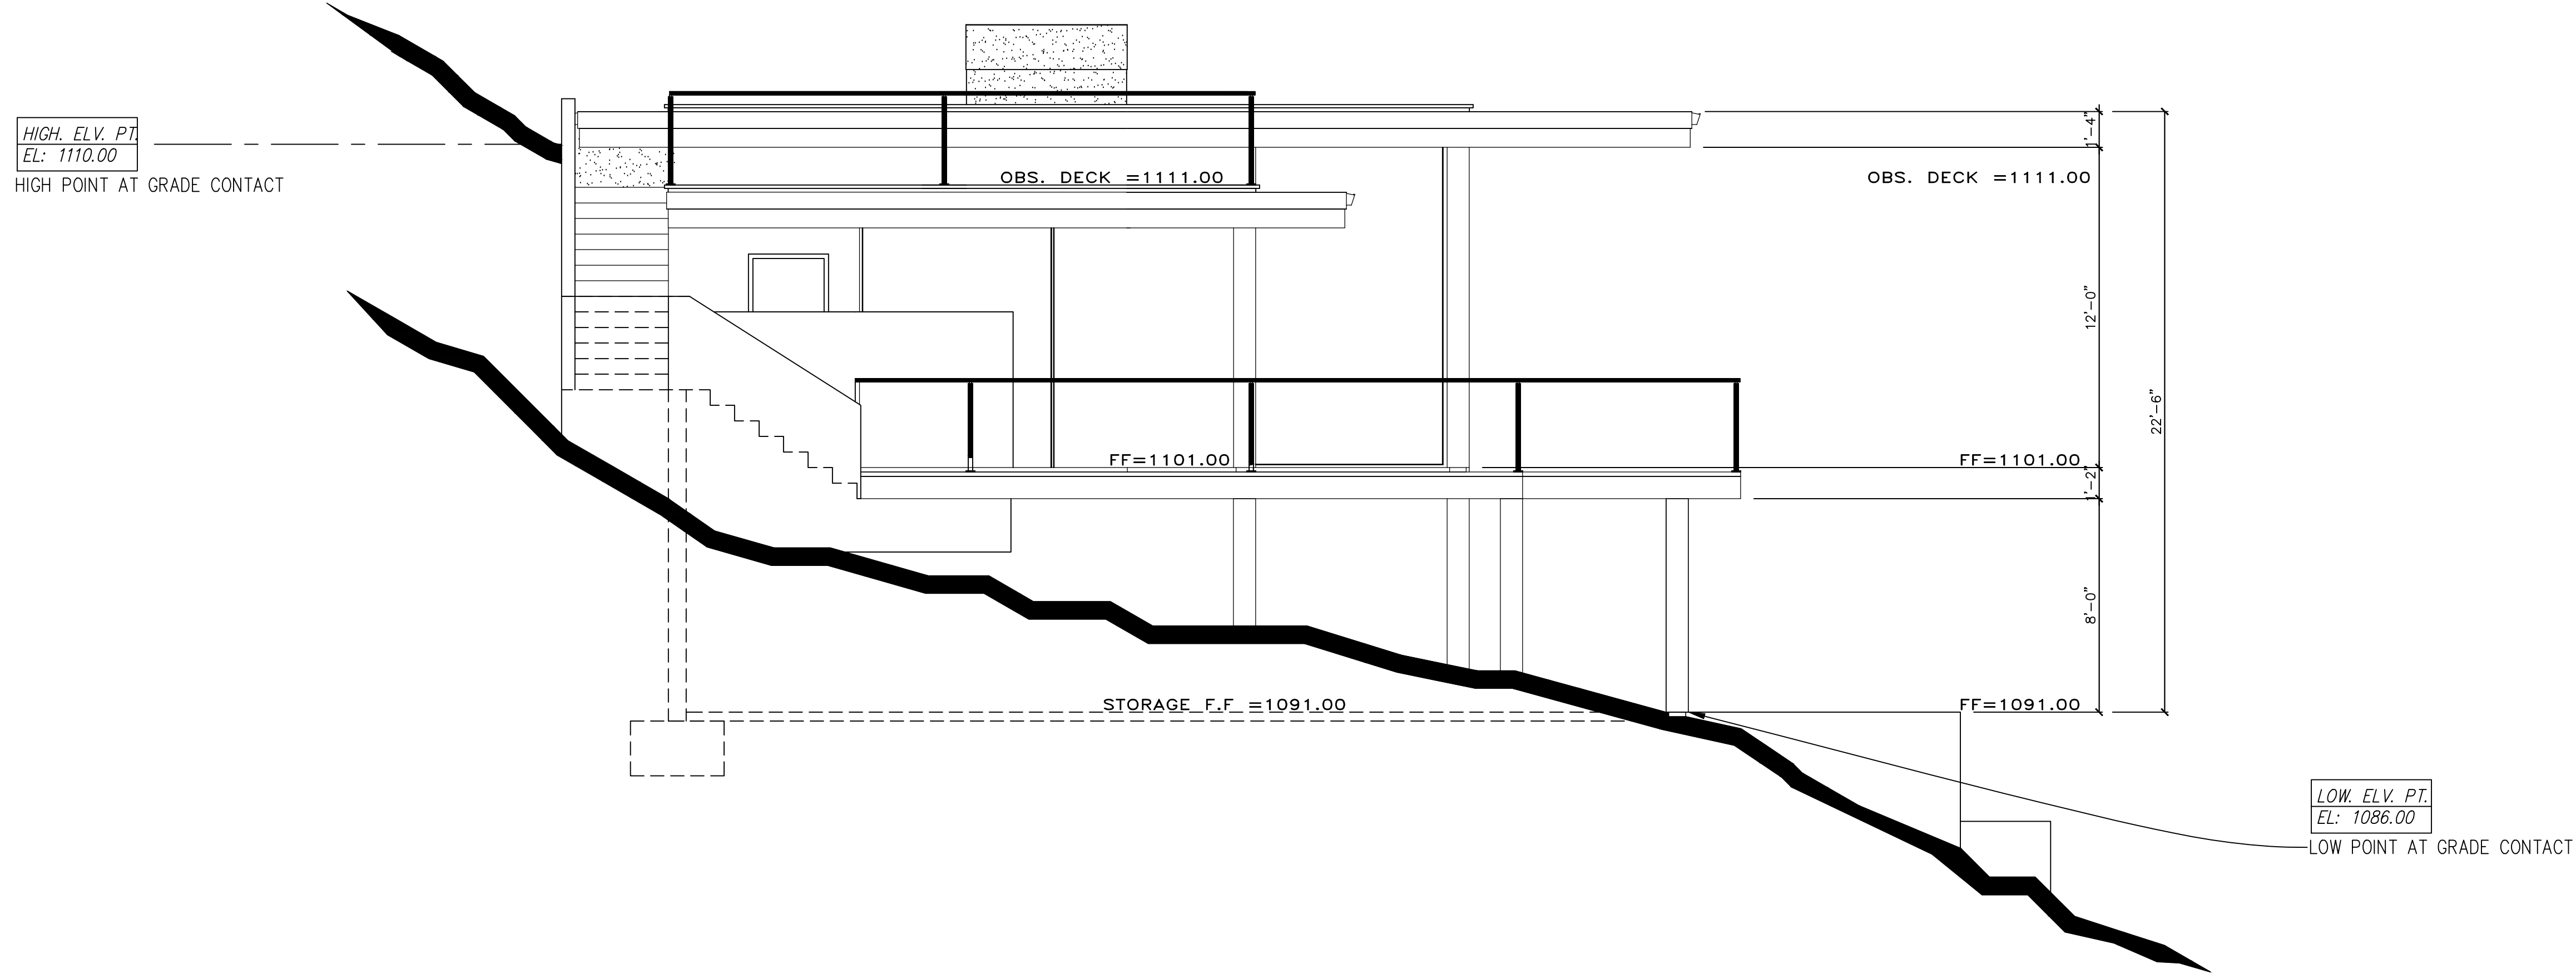 HIGH. ELV. PT.
EL: 1110.00
HIGH POINT AT GRADE CONTACT
OBS. DECK =1111.00
OBS. DECK =1111.00
1'-4"
12'-0"
22'-6"
FF=1101.00
FF=1101.00
1'-2"
8'-0"
STORAGE F.F =1091.00
FF=1091.00
LOW. ELV. PT.
EL: 1086.00
LOW POINT AT GRADE CONTACT